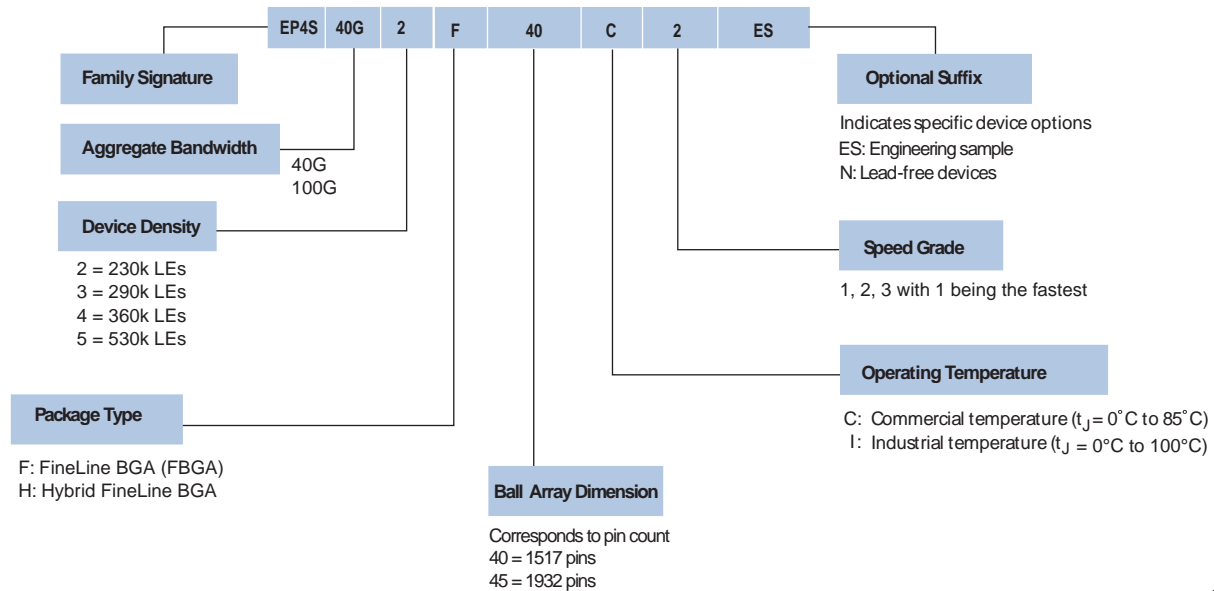 EP4S 40G 2 F 40 C 2 ES
Family Signature
Aggregate Bandwidth
40G
100G
Device Density
2 = 230k LEs
3 = 290k LEs
4 = 360k LEs
5 = 530k LEs
Package Type
F: FineLine BGA (FBGA)
H: Hybrid FineLine BGA
Ball Array Dimension
Corresponds to pin count
40 = 1517 pins
45 = 1932 pins
Optional Suffix
Indicates specific device options
ES: Engineering sample
N: Lead-free devices
Speed Grade
1, 2, 3 with 1 being the fastest
Operating Temperature
C: Commercial temperature (tJ = 0˚C to 85˚C)
I: Industrial temperature (tJ = 0°C to 100°C)